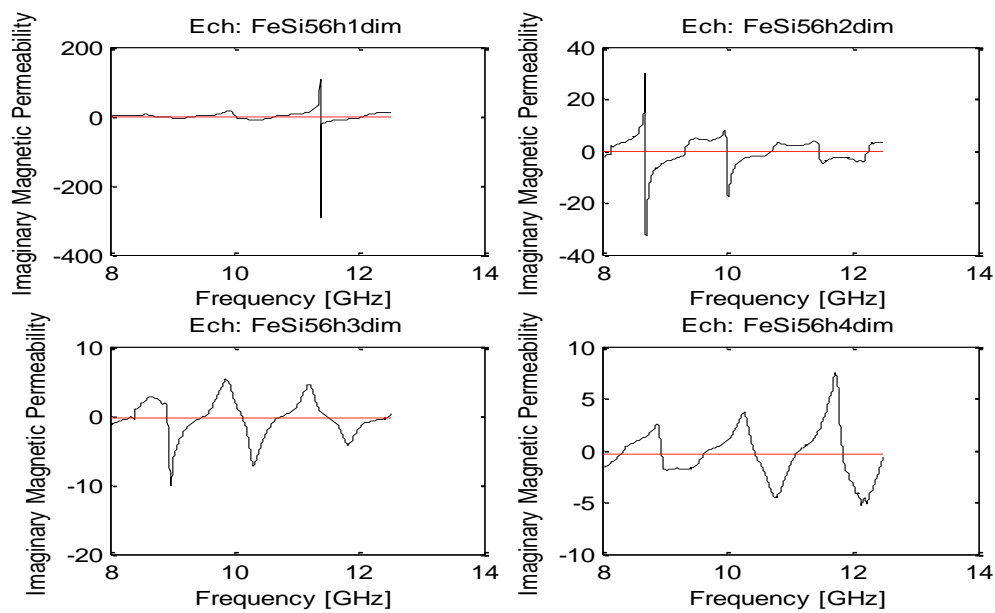 Ech: FeSi56h1dim
Imaginary Magnetic Permeability
200
0
-200
-400
8 10 12 14
Frequency [GHz]
Ech: FeSi56h2dim
Imaginary Magnetic Permeability
40
20
0
-20
-40
8 10 12 14
Frequency [GHz]
Ech: FeSi56h3dim
Imaginary Magnetic Permeability
10
0
-10
-20
8 10 12 14
Frequency [GHz]
Ech: FeSi56h4dim
Imaginary Magnetic Permeability
10
5
0
-5
-10
8 10 12 14
Frequency [GHz]